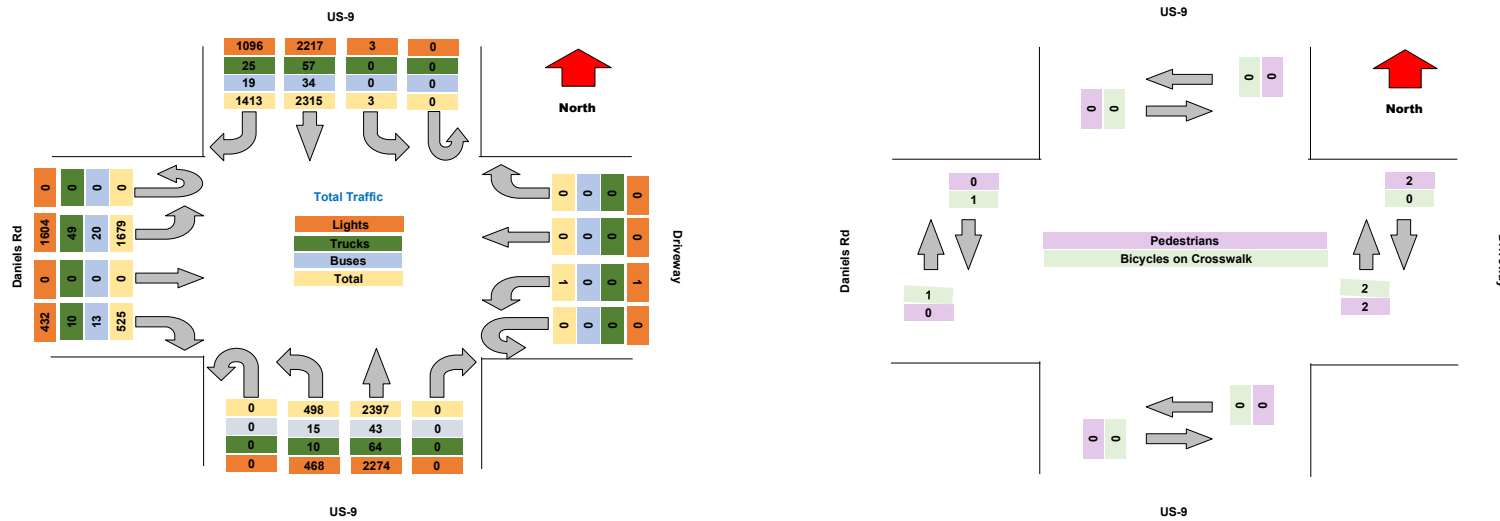 US-9
1096 2217 3 0
25 57 0 0
19 34 0 0
1413 2315 3 0
North
Daniels Rd
0 0 0 0
1604 49 20 1679
0 0 0 0
432 10 13 525
Total Traffic
Lights
Trucks
Buses
Total
0 0 0 0
0 0 0 0
1 0 0 1
0 0 0 0
Driveway
0 498 2397 0
0 15 43 0
0 10 64 0
0 468 2274 0
US-9
US-9
0 0
0 0
North
0
1
2
0
Daniels Rd
Pedestrians
Bicycles on Crosswalk
1
0
2
2
0 0
0 0
US-9